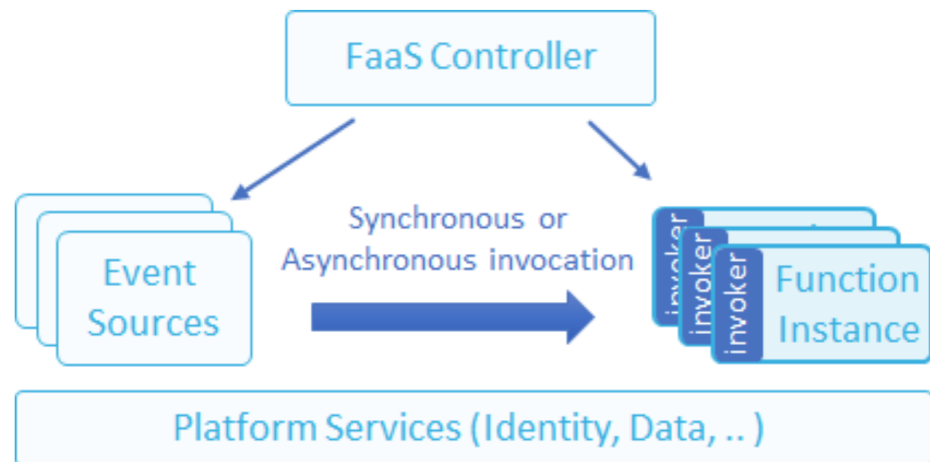 FaaS Controller
Synchronous or
Asynchronous invocation
Event
Sources
invoker
invoker
invoker
Function
Instance
Platform Services (Identity, Data, .. )